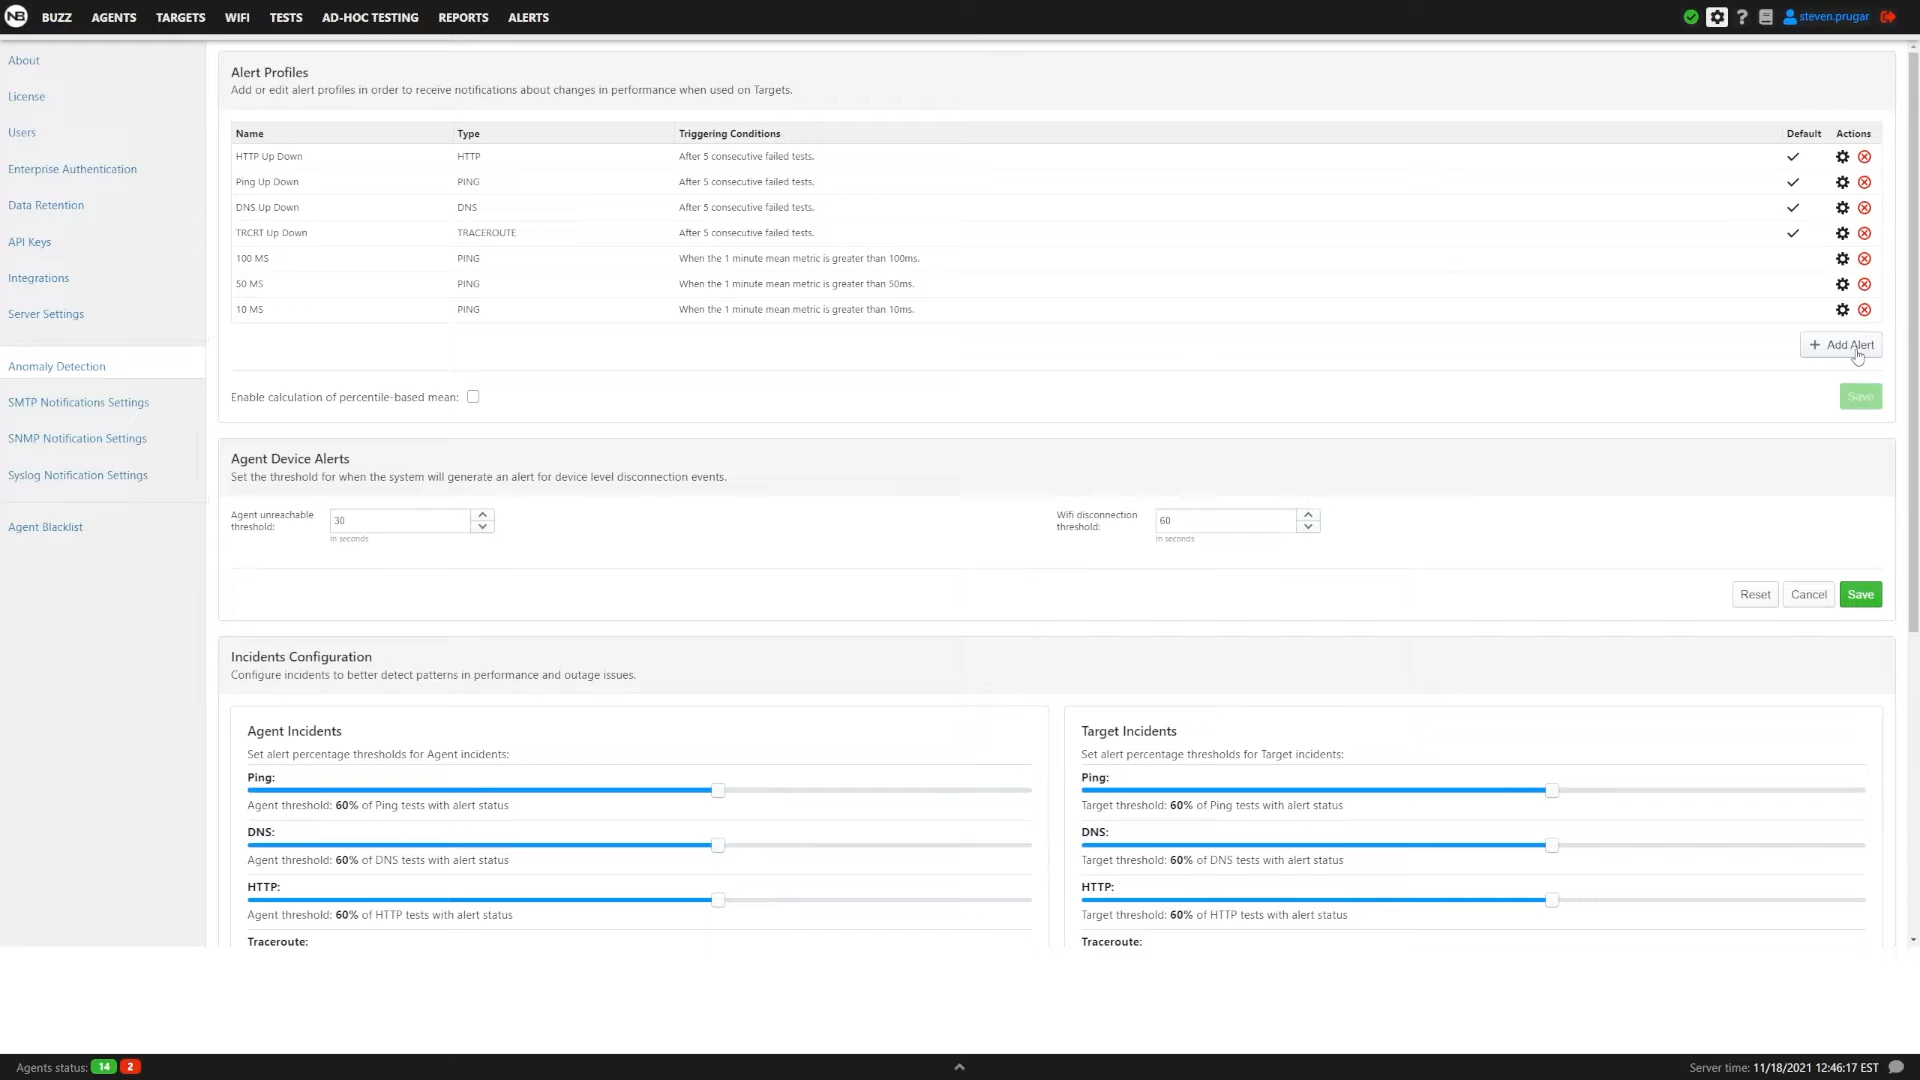 NB BUZZ AGENTS TARGETS WIFI TESTS AD-HOC TESTING REPORTS ALERTS ? steven.prugar
About
License
Users
Enterprise Authentication
Data Retention
API Keys
Integrations
Server Settings
Anomaly Detection
SMTP Notifications Settings
SNMP Notification Settings
Syslog Notification Settings
Agent Blacklist
Alert Profiles
Add or edit alert profiles in order to receive notifications about changes in performance when used on Targets.
Name Type Triggering Conditions Default Actions
HTTP Up Down HTTP After 5 consecutive failed tests.
Ping Up Down PING After 5 consecutive failed tests.
DNS Up Down DNS After 5 consecutive failed tests.
TRCRT Up Down TRACEROUTE After 5 consecutive failed tests.
100 MS PING When the 1 minute mean metric is greater than 100ms.
50 MS PING When the 1 minute mean metric is greater than 50ms.
10 MS PING When the 1 minute mean metric is greater than 10ms.
+ Add Alert
Enable calculation of percentile-based mean: Save
Agent Device Alerts
Set the threshold for when the system will generate an alert for device level disconnection events.
Agent unreachable threshold: 30
In seconds
Wifi disconnection threshold: 60
In seconds
Reset Cancel Save
Incidents Configuration
Configure incidents to better detect patterns in performance and outage issues.
Agent Incidents
Set alert percentage thresholds for Agent incidents:
Ping:
Agent threshold: 60% of Ping tests with alert status
DNS:
Agent threshold: 60% of DNS tests with alert status
HTTP:
Agent threshold: 60% of HTTP tests with alert status
Traceroute:
Target Incidents
Set alert percentage thresholds for Target incidents:
Ping:
Target threshold: 60% of Ping tests with alert status
DNS:
Target threshold: 60% of DNS tests with alert status
HTTP:
Target threshold: 60% of HTTP tests with alert status
Traceroute:
Agents status: 14 2
Server time: 11/18/2021 12:46:17 EST